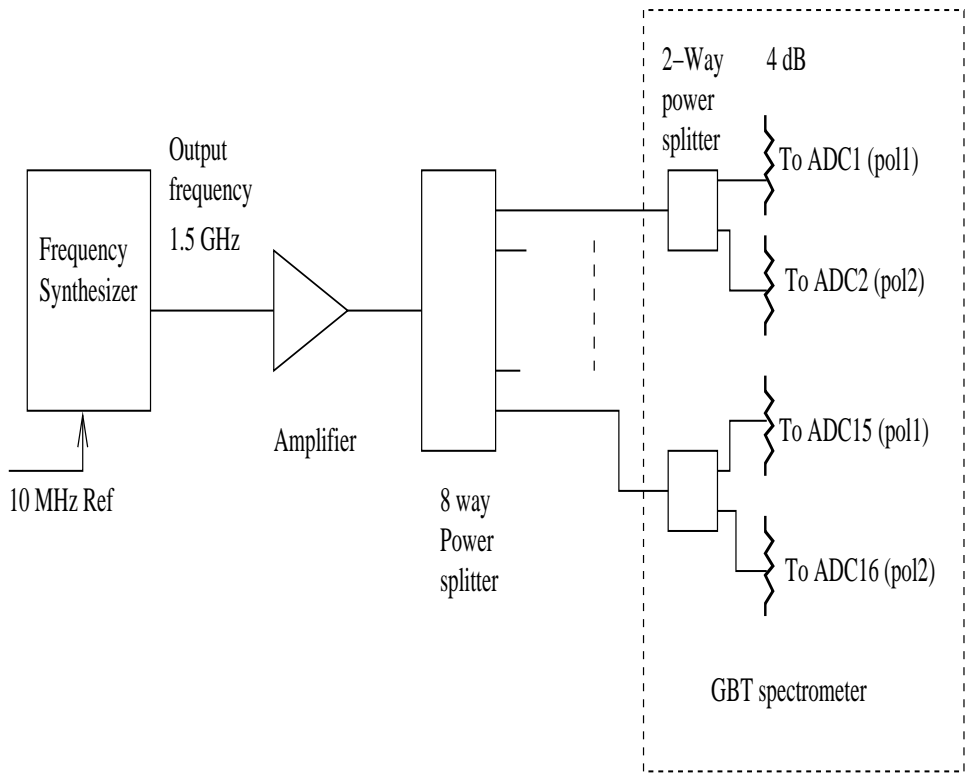 2–Way
power
splitter
4 dB
Output
frequency
1.5 GHz
To ADC1 (pol1)
Frequency
Synthesizer
To ADC2 (pol2)
To ADC15 (pol1)
Amplifier
10 MHz Ref
8 way
Power
splitter
To ADC16 (pol2)
GBT spectrometer